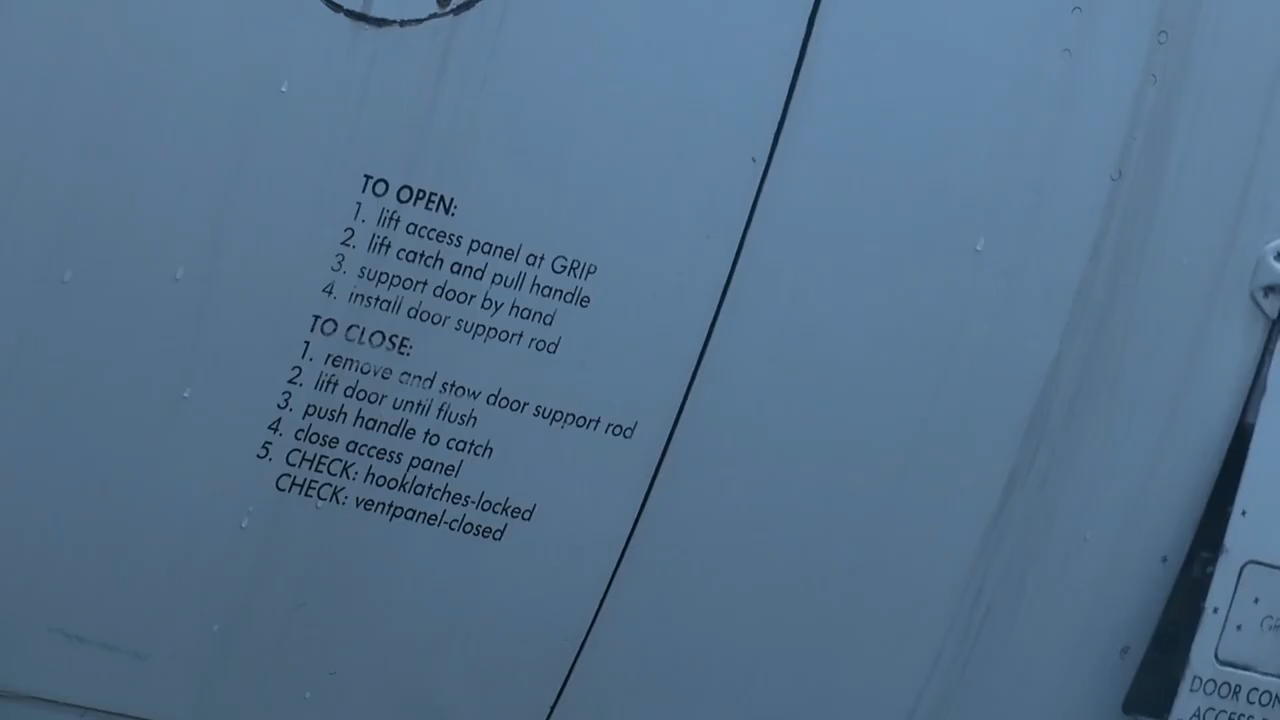 TO OPEN:
1. lift access panel at GRIP
2. lift catch and pull handle
3. support door by hand
4. install door support rod
TO CLOSE:
1. remove and stow door support rod
2. lift door until flush
3. push handle to catch
4. close access panel
5. CHECK: hooklatches-locked
CHECK: ventpanel-closed
DOOR CON
ACCESS